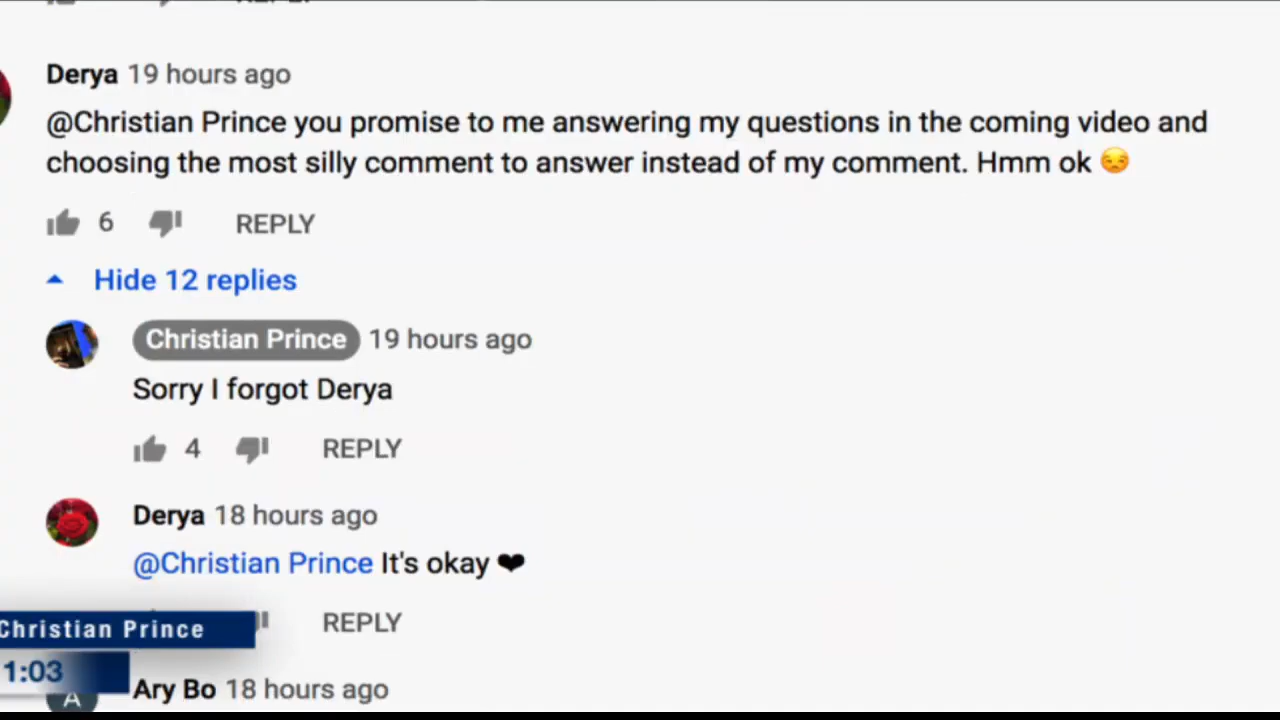 Derya 19 hours ago
@Christian Prince you promise to me answering my questions in the coming video and
choosing the most silly comment to answer instead of my comment. Hmm ok 😒
6 REPLY
Hide 12 replies
Christian Prince 19 hours ago
Sorry I forgot Derya
4 REPLY
Derya 18 hours ago
@Christian Prince It's okay ❤
REPLY
Christian Prince
1:03
A
Ary Bo 18 hours ago